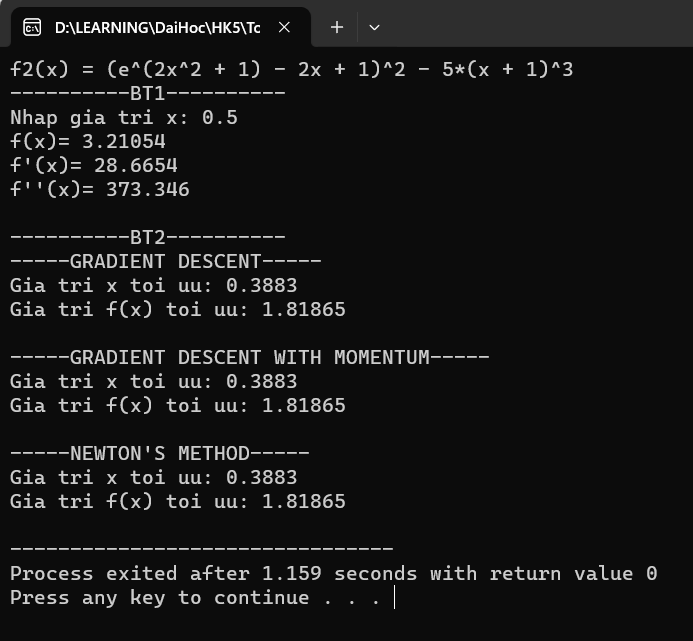 D:\LEARNING\DaiHoc\HK5\Tc
f2(x) = (e^(2x^2 + 1) - 2x + 1)^2 - 5*(x + 1)^3
----------BT1----------
Nhap gia tri x: 0.5
f(x)= 3.21054
f'(x)= 28.6654
f''(x)= 373.346
----------BT2----------
-----GRADIENT DESCENT-----
Gia tri x toi uu: 0.3883
Gia tri f(x) toi uu: 1.81865
-----GRADIENT DESCENT WITH MOMENTUM-----
Gia tri x toi uu: 0.3883
Gia tri f(x) toi uu: 1.81865
-----NEWTON'S METHOD-----
Gia tri x toi uu: 0.3883
Gia tri f(x) toi uu: 1.81865
--------------------------------
Process exited after 1.159 seconds with return value 0
Press any key to continue . . .